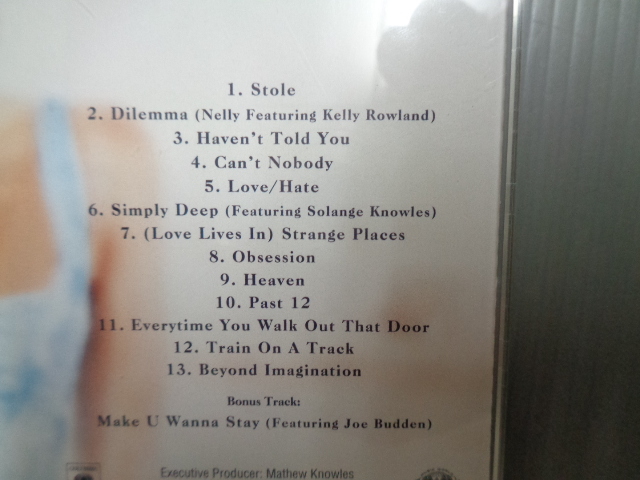 1. Stole
2. Dilemma (Nelly Featuring Kelly Rowland)
3. Haven't Told You
4. Can't Nobody
5. Love/Hate
6. Simply Deep (Featuring Solange Knowles)
7. (Love Lives In) Strange Places
8. Obsession
9. Heaven
10. Past 12
11. Everytime You Walk Out That Door
12. Train On A Track
13. Beyond Imagination
Bonus Track:
Make U Wanna Stay (Featuring Joe Budden)
Executive Producer: Mathew Knowles